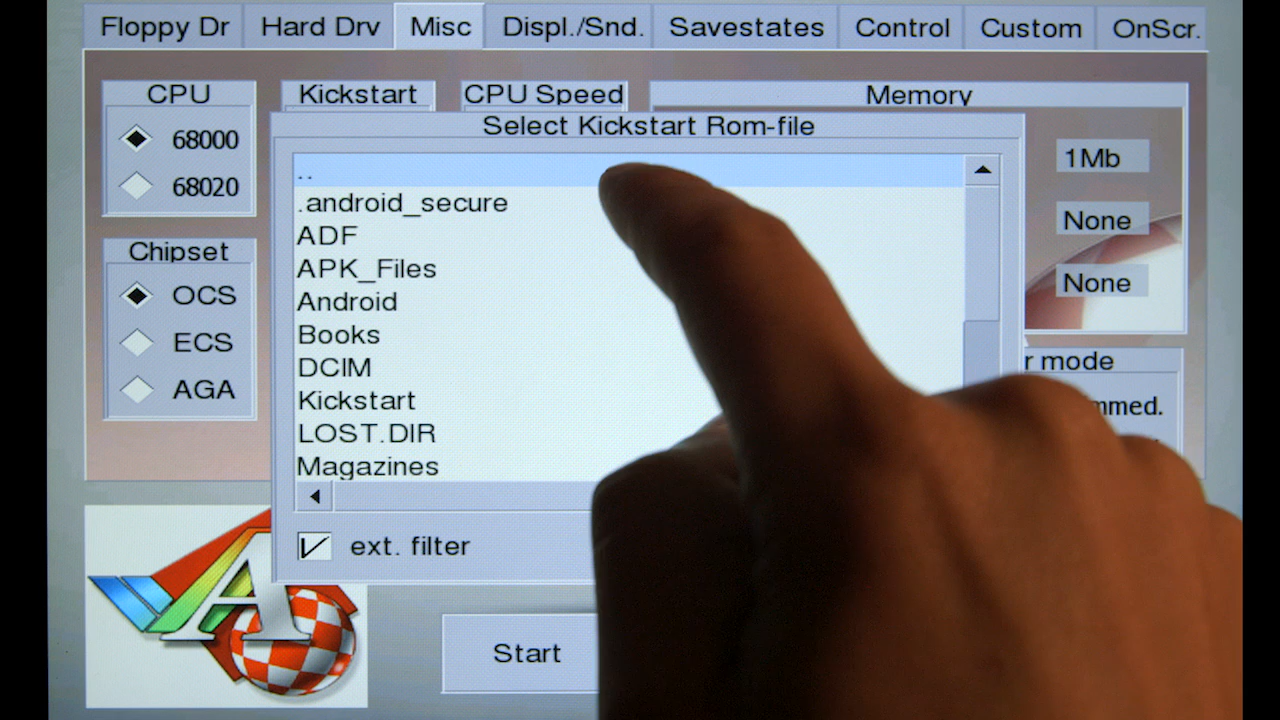 Floppy Dr Hard Drv Misc Displ./Snd. Savestates Control Custom OnScr.
CPU Kickstart CPU Speed Memory
Select Kickstart Rom-file
68000
68020
1Mb
None
None
Chipset
OCS
ECS
AGA
..
.android_secure
ADF
APK_Files
Android
Books
DCIM
Kickstart
LOST.DIR
Magazines
r mode
mmed.
ext. filter
A
Start